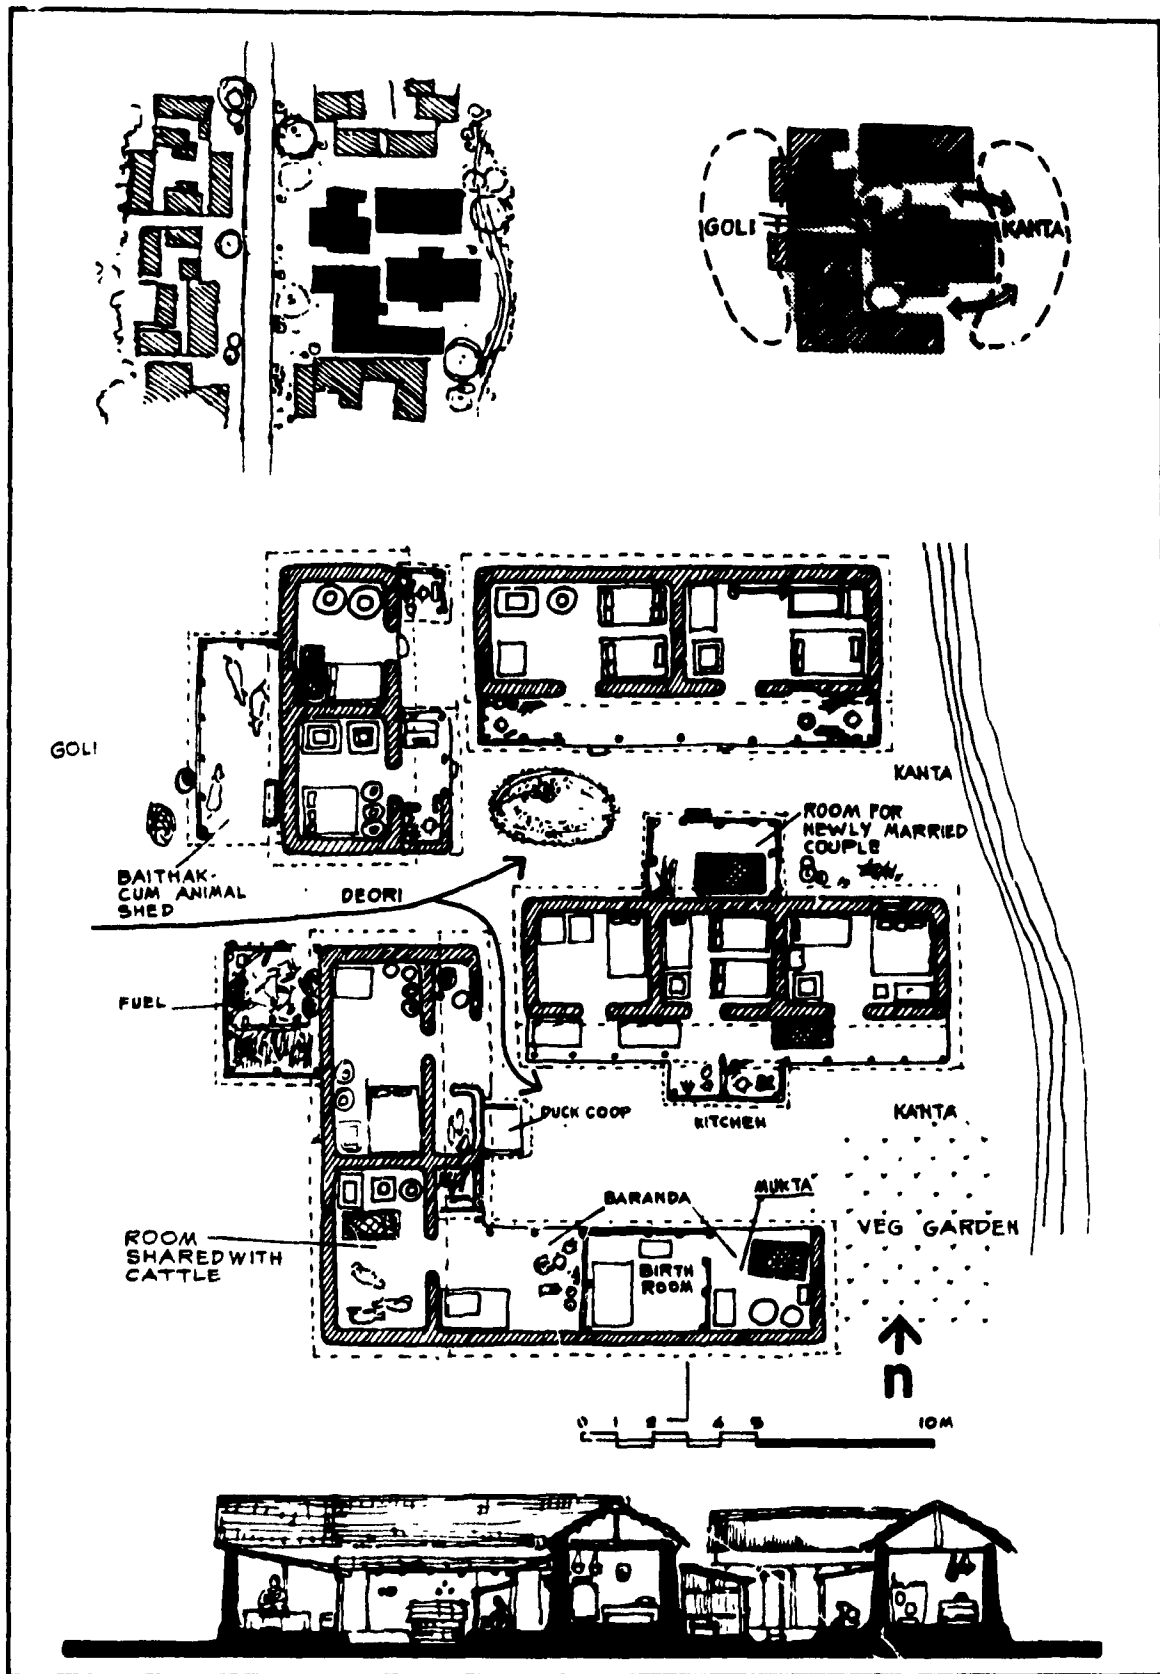 GOLI
KANTA
GOLI
KANTA
ROOM FOR
NEWLY MARRIED
COUPLE
BAITHAK-
CUM ANIMAL
SHED
DEORI
FUEL
DUCK COOP
KITCHEN
KANTA
BARANDA
MUKTA
VEG GARDEN
ROOM
SHARED WITH
CATTLE
BIRTH
ROOM
n
0 1 2 4 5 10M